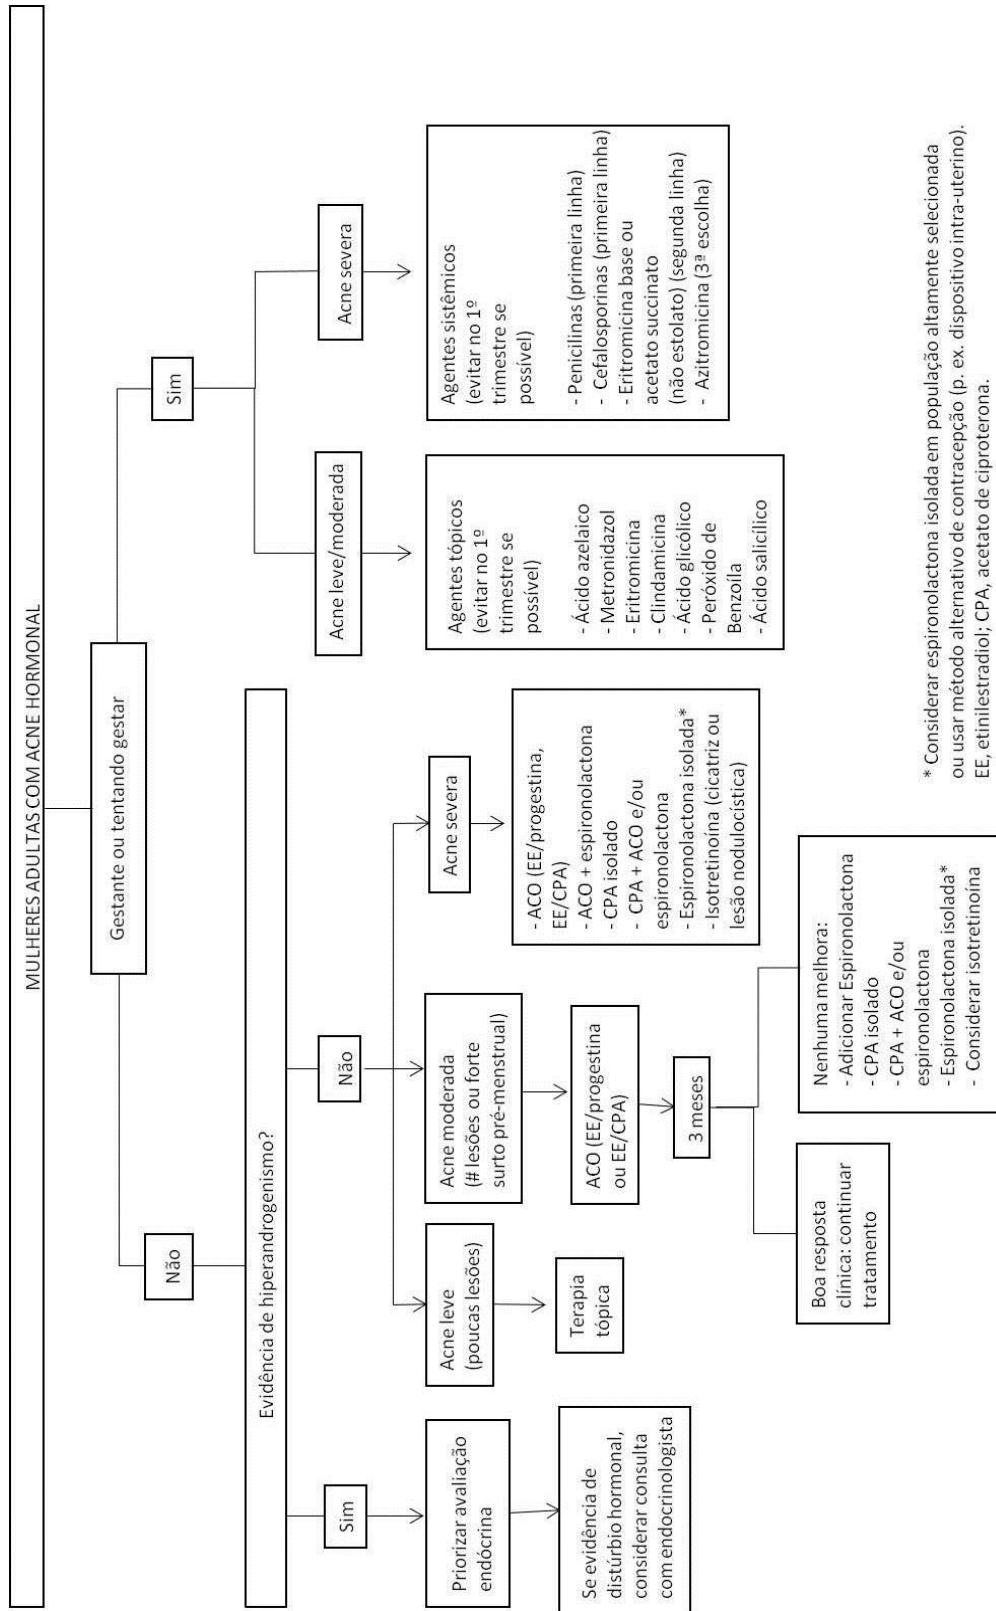 MULHERES ADULTAS COM ACNE HORMONAL
Gestante ou tentando gestar
Não
Sim
Evidência de hiperandrogenismo?
Sim
Não
Acne leve/moderada
Acne severa
Priorizar avaliação
endócrina
Se evidência de
distúrbio hormonal,
considerar consulta
com endocrinologista
Acne leve
(poucas lesões)
Terapia
tópica
Acne moderada
(# lesões ou forte
surto pré-menstrual)
ACO (EE/progestina
ou EE/CPA)
3 meses
Boa resposta
clínica: continuar
tratamento
Nenhuma melhora:
- Adicionar Espironolactona
- CPA isolado
- CPA + ACO e/ou
espironolactona
- Espironolactona isolada*
- Considerar isotretinoína
Acne severa
- ACO (EE/progestina,
EE/CPA)
- ACO + espironolactona
- CPA isolado
- CPA + ACO e/ou
espironolactona
- Espironolactona isolada*
- Isotretinoína (cicatriz ou
lesão nodulocística)
Agentes tópicos
(evitar no 1º
trimestre se
possível)
- Ácido azelaico
- Metronidazol
- Eritromicina
- Clindamicina
- Ácido glicólico
- Peróxido de
Benzoila
- Ácido salicílico
Agentes sistêmicos
(evitar no 1º
trimestre se
possível)
- Penicilinas (primeira linha)
- Cefalosporinas (primeira linha)
- Eritromicina base ou
acetato succinato
(não estolato) (segunda linha)
- Azitromicina (3ª escolha)
* Considerar espironolactona isolada em população altamente selecionada
ou usar método alternativo de contracepção (p. ex. dispositivo intra-uterino).
EE, etinilestradiol; CPA, acetato de ciproterona.